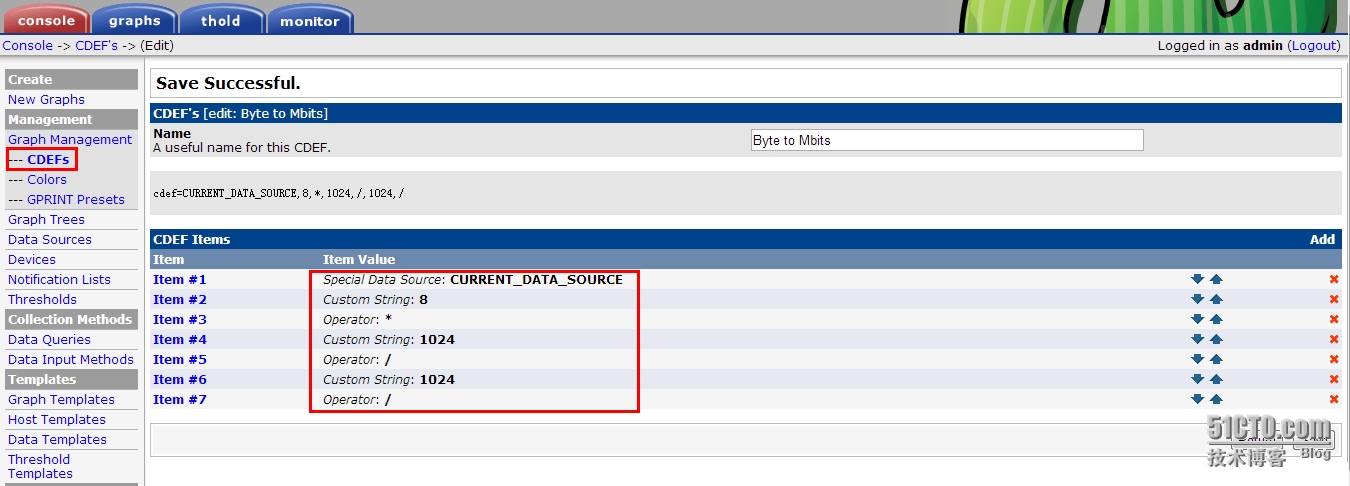 console graphs thold monitor
Console -> CDEF's -> (Edit) Logged in as admin (Logout)
Create
New Graphs
Management
Graph Management
--- CDEFs
--- Colors
--- GPRINT Presets
Graph Trees
Data Sources
Devices
Notification Lists
Thresholds
Collection Methods
Data Queries
Data Input Methods
Templates
Graph Templates
Host Templates
Data Templates
Threshold
Templates
Save Successful.
CDEF's [edit: Byte to Mbits]
Name
A useful name for this CDEF.
Byte to Mbits
cdef=CURRENT_DATA_SOURCE,8,*,1024,/,1024,/
CDEF Items Add
Item Item Value
Item #1 Special Data Source: CURRENT_DATA_SOURCE
Item #2 Custom String: 8
Item #3 Operator: *
Item #4 Custom String: 1024
Item #5 Operator: /
Item #6 Custom String: 1024
Item #7 Operator: /
51CTO.com
技术博客 Blog